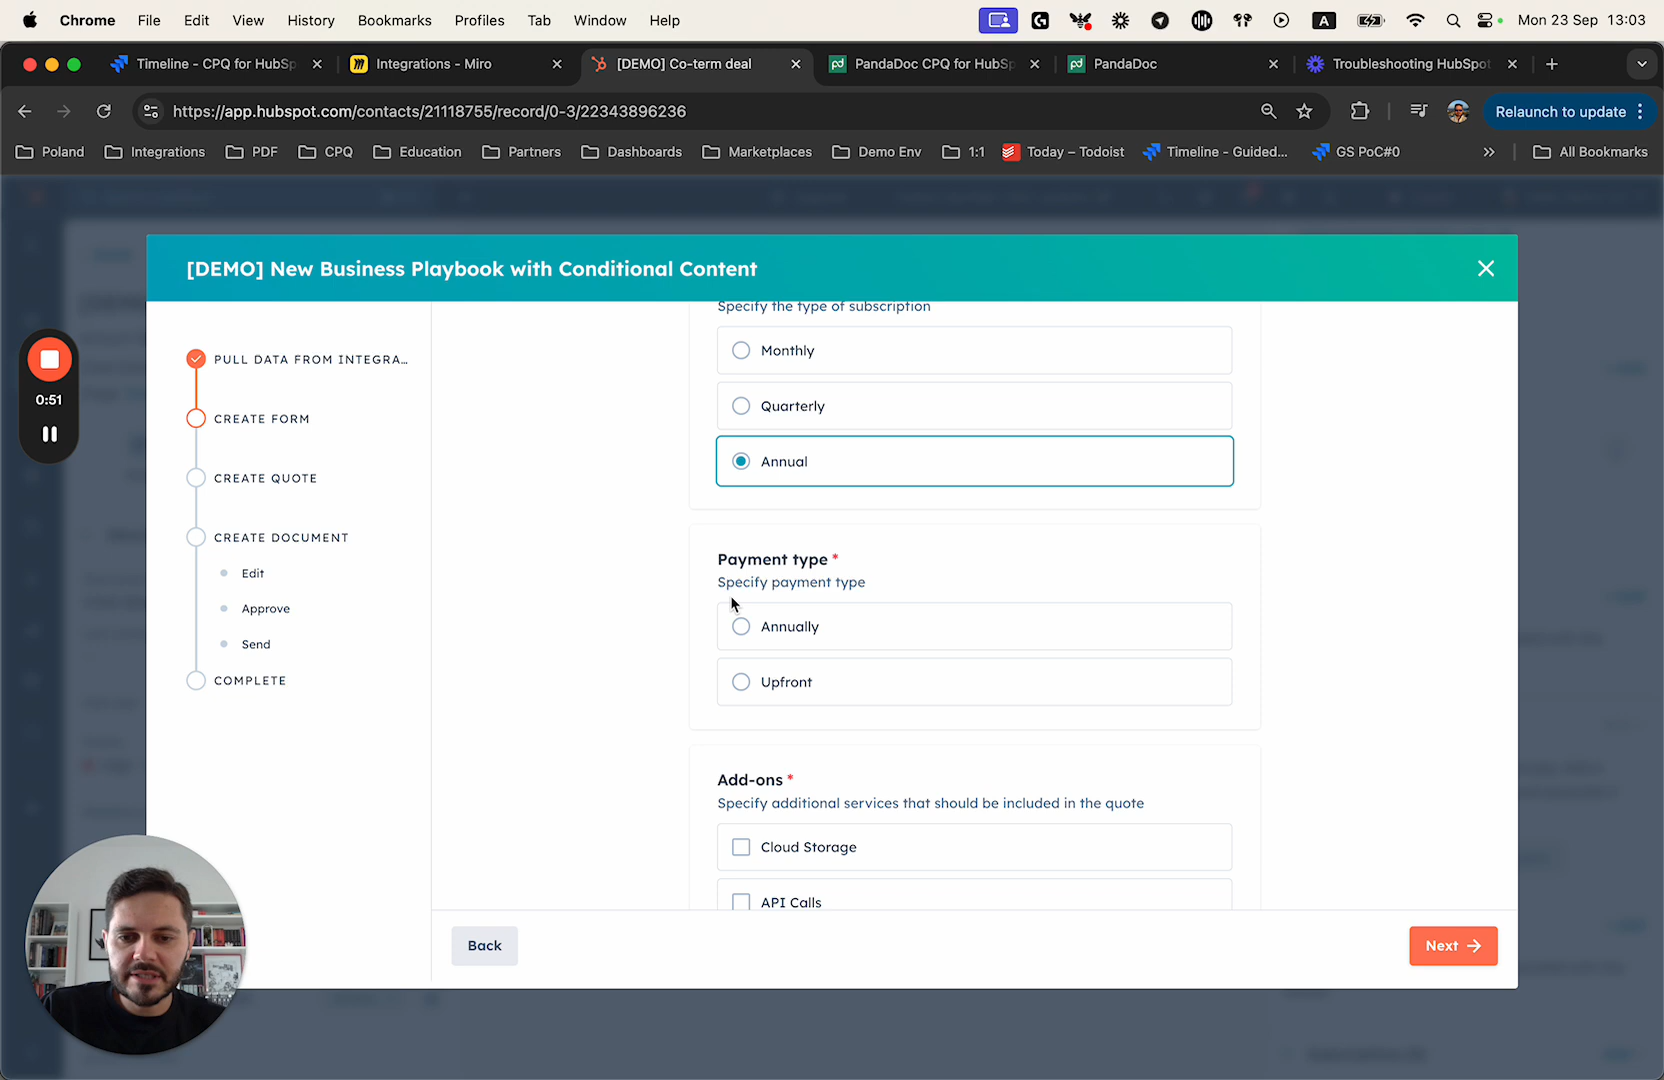 Chrome File Edit View History Bookmarks Profiles Tab Window Help A Mon 23 Sep 13:03
Timeline - CPQ for HubSp Integrations - Miro [DEMO] Co-term deal pd PandaDoc CPQ for HubSp pd PandaDoc Troubleshooting HubSpot
https://app.hubspot.com/contacts/21118755/record/0-3/22343896236 Relaunch to update
Poland Integrations PDF CPQ Education Partners Dashboards Marketplaces Demo Env 1:1 Today – Todoist Timeline - Guided... GS PoC#0 » All Bookmarks
[DEMO] New Business Playbook with Conditional Content
PULL DATA FROM INTEGRA...
CREATE FORM
CREATE QUOTE
CREATE DOCUMENT
Edit
Approve
Send
COMPLETE
0:51
Specify the type of subscription
Monthly
Quarterly
Annual
Payment type *
Specify payment type
Annually
Upfront
Add-ons *
Specify additional services that should be included in the quote
Cloud Storage
API Calls
Back
Next →